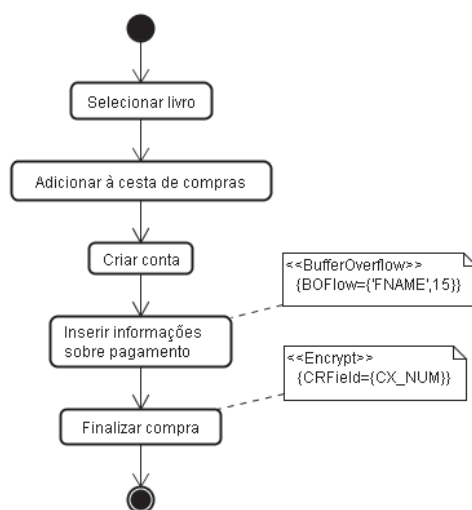 Selecionar livro
Adicionar à cesta de compras
Criar conta
<<BufferOverflow>>
{BOFlow={'FNAME',15}}
Inserir informações
sobre pagamento
<<Encrypt>>
{CRField={CX_NUM}}
Finalizar compra